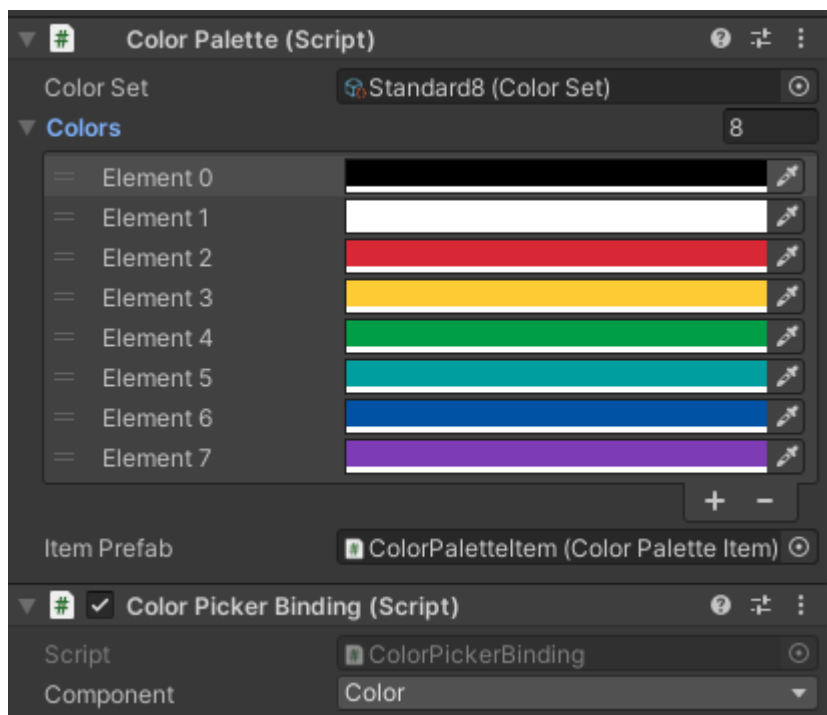 Color Palette (Script)
Color Set Standard8 (Color Set)
Colors 8
Element 0
Element 1
Element 2
Element 3
Element 4
Element 5
Element 6
Element 7
+ -
Item Prefab ColorPaletteItem (Color Palette Item)
# Color Picker Binding (Script)
Script ColorPickerBinding
Component Color